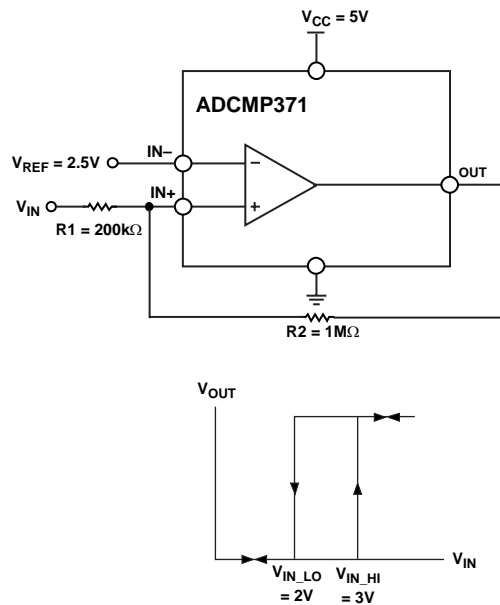 V_CC = 5V
ADCMP371
IN–
V_REF = 2.5V
OUT
IN+
V_IN
R1 = 200kΩ
R2 = 1MΩ
V_OUT
V_IN
V_IN_LO
= 2V
V_IN_HI
= 3V